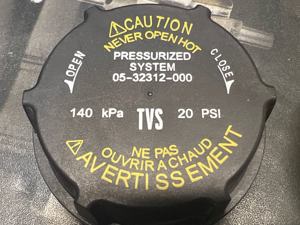 ⚠CAUTION
NEVER OPEN HOT
PRESSURIZED
SYSTEM
05-32312-000
OPEN
CLOSE
140 kPa TVS 20 PSI
NE PAS
OUVRIR A CHAUD
⚠AVERTISSEMENT